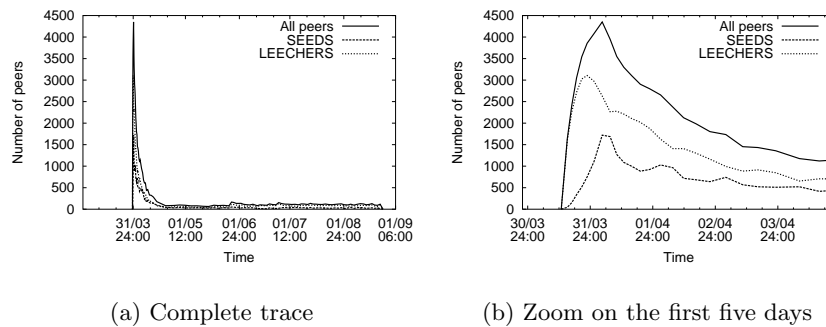 4500
4000
3500
3000
2500
2000
1500
1000
500
0
Number of peers
All peers
SEEDS
LEECHERS
31/03 01/05 01/06 01/07 01/08 01/09
24:00 12:00 24:00 12:00 24:00 06:00
Time
(a) Complete trace
4500
4000
3500
3000
2500
2000
1500
1000
500
0
Number of peers
All peers
SEEDS
LEECHERS
30/03 31/03 01/04 02/04 03/04
24:00 24:00 24:00 24:00 24:00
Time
(b) Zoom on the first five days